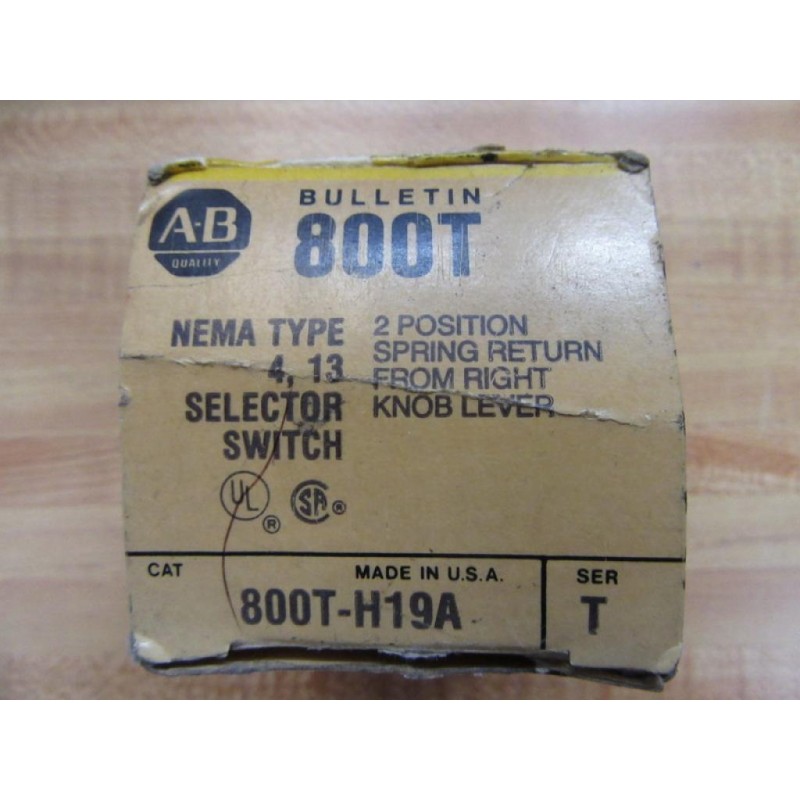 A-B
QUALITY
BULLETIN
800T
NEMA TYPE
4, 13
SELECTOR
SWITCH
2 POSITION
SPRING RETURN
FROM RIGHT
KNOB LEVER
UL ®
SA ®
CAT
MADE IN U.S.A.
800T-H19A
SER
T